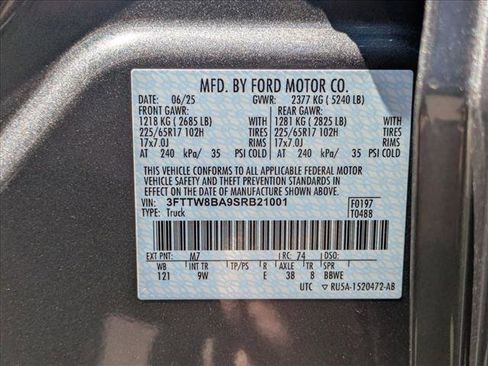 MFD. BY FORD MOTOR CO.
DATE: 06/25 GVWR: 2377 KG ( 5240 LB)
FRONT GAWR: REAR GAWR:
1218 KG ( 2685 LB) 1281 KG ( 2825 LB)
225/65R17 102H TIRES 225/65R17 102H TIRES
17x7.0J RIMS 17x7.0J RIMS
AT 240 kPa/ 35 PSI COLD AT 240 kPa/ 35 PSI COLD
THIS VEHICLE CONFORMS TO ALL APPLICABLE FEDERAL MOTOR
VEHICLE SAFETY AND THEFT PREVENTION STANDARDS IN
EFFECT ON THE DATE OF MANUFACTURE SHOWN ABOVE.
VIN: 3FTTW8BA9SRB21001 F0197
TYPE: Truck T0488
EXT PNT: M7 RC: 74 DSO:
WB INT TR TP/PS R AXLE TR SPR
121 9W E 38 8 BBWE
UTC RU5A-1520472-AB